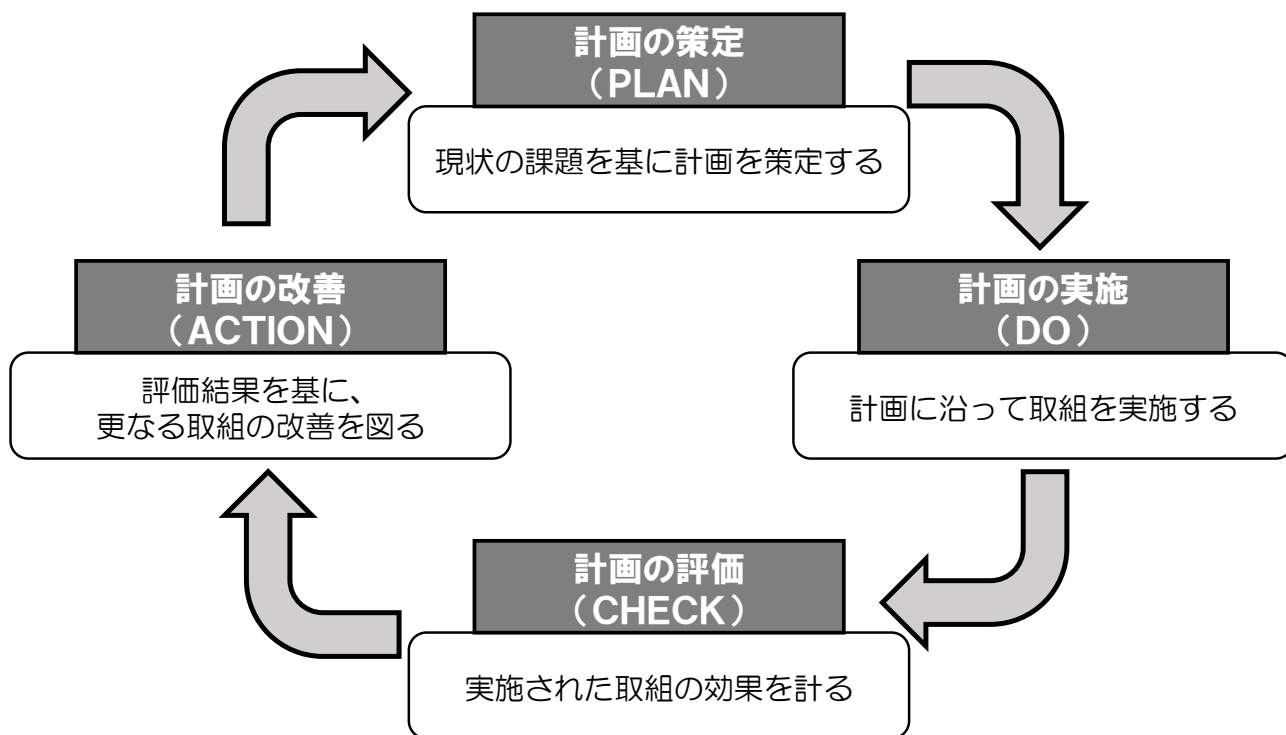 計画の策定
（PLAN）
現状の課題を基に計画を策定する
計画の実施
（DO）
計画に沿って取組を実施する
計画の評価
（CHECK）
実施された取組の効果を計る
計画の改善
（ACTION）
評価結果を基に、
更なる取組の改善を図る